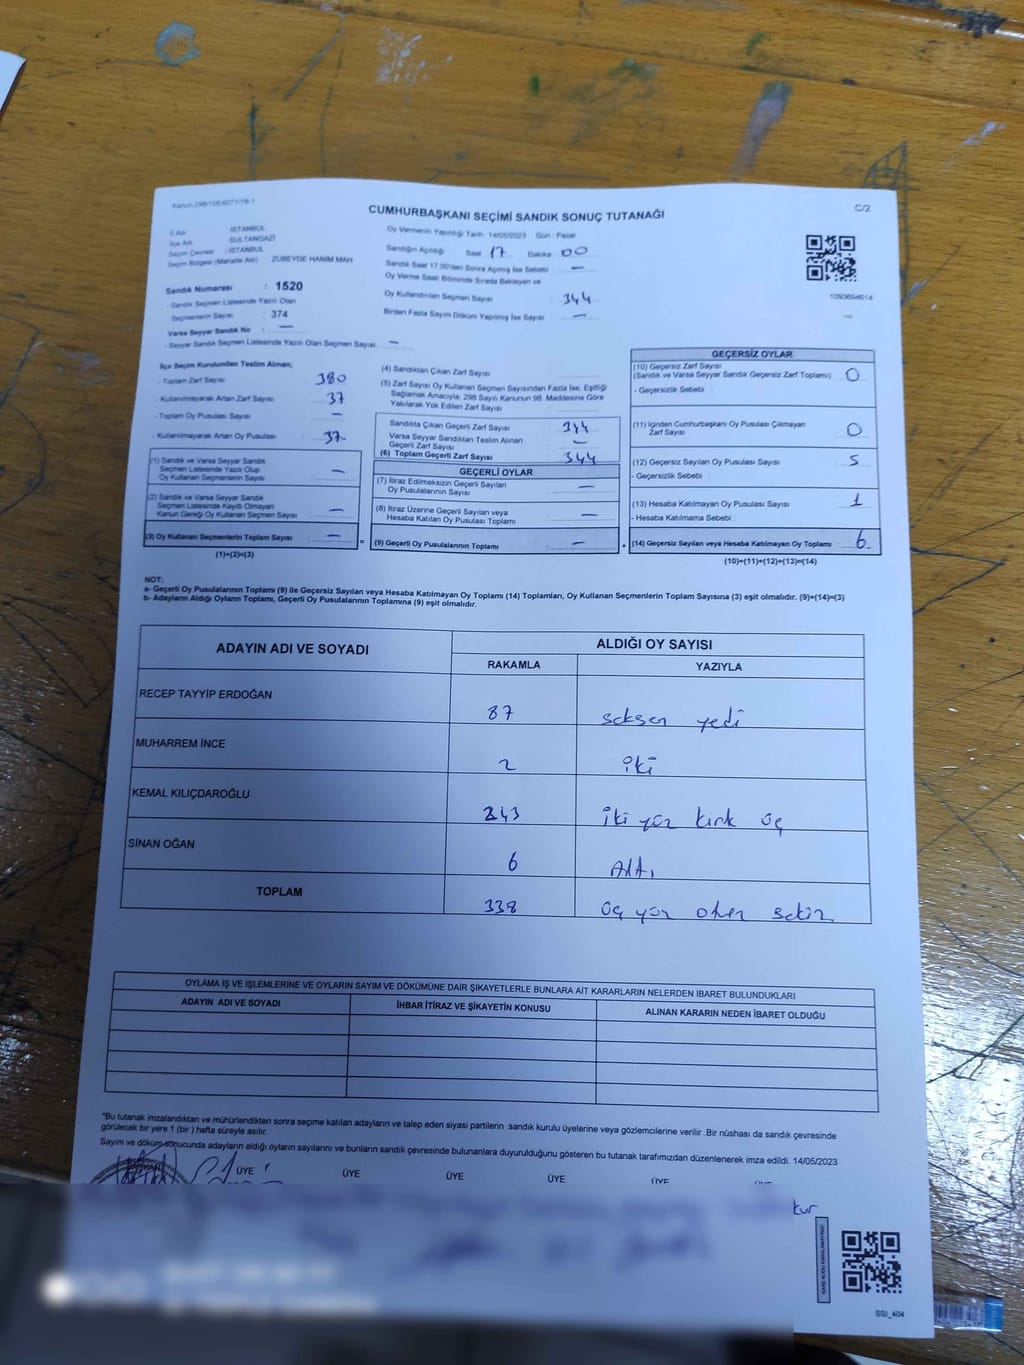 Kanun:298/106;6271/18-1
C/2
CUMHURBAŞKANI SEÇİMİ SANDIK SONUÇ TUTANAĞI
İl Adı : İSTANBUL
İlçe Adı : SULTANGAZİ
Seçim Çevresi : İSTANBUL
Seçim Bölgesi (Mahalle Adı) : ZÜBEYDE HANIM MAH
Sandık Numarası : 1520
- Sandık Seçmen Listesinde Yazılı Olan
Seçmenlerin Sayısı : 374
Varsa Seyyar Sandık No : —
- Seyyar Sandık Seçmen Listesinde Yazılı Olan Seçmen Sayısı : —
Oy Vermenin Yapıldığı Tarih : 14/05/2023 Gün : Pazar
Sandığın Açıldığı Saat 17 Dakika 00
Sandık Saat 17:00'den Sonra Açılmış İse Sebebi : —
Oy Verme Saati Bitiminde Sırada Bekleyen ve
Oy Kullandırılan Seçmen Sayısı : 344
Birden Fazla Sayım Döküm Yapılmış İse Sayısı : —
1093694614
İlçe Seçim Kurulundan Teslim Alınan;
- Toplam Zarf Sayısı : 380
- Kullanılmayarak Artan Zarf Sayısı : 37
- Toplam Oy Pusulası Sayısı : —
- Kullanılmayarak Artan Oy Pusulası : 37
(1) Sandık ve Varsa Seyyar Sandık
Seçmen Listesinde Yazılı Olup
Oy Kullanan Seçmenlerin Sayısı : —
(2) Sandık ve Varsa Seyyar Sandık
Seçmen Listesinde Kayıtlı Olmayan
Kanun Gereği Oy Kullanan Seçmen Sayısı : —
(3) Oy Kullanan Seçmenlerin Toplam Sayısı : —
(1)+(2)=(3)
(4) Sandıktan Çıkan Zarf Sayısı :
(5) Zarf Sayısı Oy Kullanan Seçmen Sayısından Fazla İse, Eşitliği
Sağlamak Amacıyla; 298 Sayılı Kanunun 98. Maddesine Göre
Yakılarak Yok Edilen Zarf Sayısı :
Sandıkta Çıkan Geçerli Zarf Sayısı : 344
Varsa Seyyar Sandıktan Teslim Alınan
Geçerli Zarf Sayısı : —
(6) Toplam Geçerli Zarf Sayısı : 344
GEÇERLİ OYLAR
(7) İtiraz Edilmeksizin Geçerli Sayılan
Oy Pusulalarının Sayısı : —
(8) İtiraz Üzerine Geçerli Sayılan veya
Hesaba Katılan Oy Pusulası Toplamı : —
= (9) Geçerli Oy Pusulalarının Toplamı : —
GEÇERSİZ OYLAR
(10) Geçersiz Zarf Sayısı
(Sandık ve Varsa Seyyar Sandık Geçersiz Zarf Toplamı) : 0
- Geçersizlik Sebebi :
(11) İçinden Cumhurbaşkanı Oy Pusulası Çıkmayan
Zarf Sayısı : 0
(12) Geçersiz Sayılan Oy Pusulası Sayısı : 5
- Geçersizlik Sebebi :
(13) Hesaba Katılmayan Oy Pusulası Sayısı : 1
- Hesaba Katılmama Sebebi :
+ (14) Geçersiz Sayılan veya Hesaba Katılmayan Oy Toplamı : 6
(10)+(11)+(12)+(13)=(14)
NOT:
a- Geçerli Oy Pusulalarının Toplamı (9) ile Geçersiz Sayılan veya Hesaba Katılmayan Oy Toplamı (14) Toplamları, Oy Kullanan Seçmenlerin Toplam Sayısına (3) eşit olmalıdır. (9)+(14)=(3)
b- Adayların Aldığı Oyların Toplamı, Geçerli Oy Pusulalarının Toplamına (9) eşit olmalıdır.
ADAYIN ADI VE SOYADI ALDIĞI OY SAYISI
RAKAMLA YAZIYLA
RECEP TAYYİP ERDOĞAN 87 seksen yedi
MUHARREM İNCE 2 iki
KEMAL KILIÇDAROĞLU 243 iki yüz kırk üç
SİNAN OĞAN 6 Altı
TOPLAM 338 üç yüz otuz sekiz
OYLAMA İŞ VE İŞLEMLERİNE VE OYLARIN SAYIM VE DÖKÜMÜNE DAİR ŞİKAYETLERLE BUNLARA AİT KARARLARIN NELERDEN İBARET BULUNDUKLARI
ADAYIN ADI VE SOYADI İHBAR İTİRAZ VE ŞİKAYETİN KONUSU ALINAN KARARIN NEDEN İBARET OLDUĞU
*Bu tutanak imzalandıktan ve mühürlendikten sonra seçime katılan adayların ve talep eden siyasi partilerin sandık kurulu üyelerine veya gözlemcilerine verilir .Bir nüshası da sandık çevresinde
görülecek bir yere 1 (bir ) hafta süreyle asılır.
Sayım ve döküm sonucunda adayların aldığı oyların sayılarını ve bunların sandık çevresinde bulunanlara duyurulduğunu gösteren bu tutanak tarafımızdan düzenlenerek imza edildi. 14/05/2023
ÜYE ÜYE ÜYE ÜYE ÜYE
SSİ_404